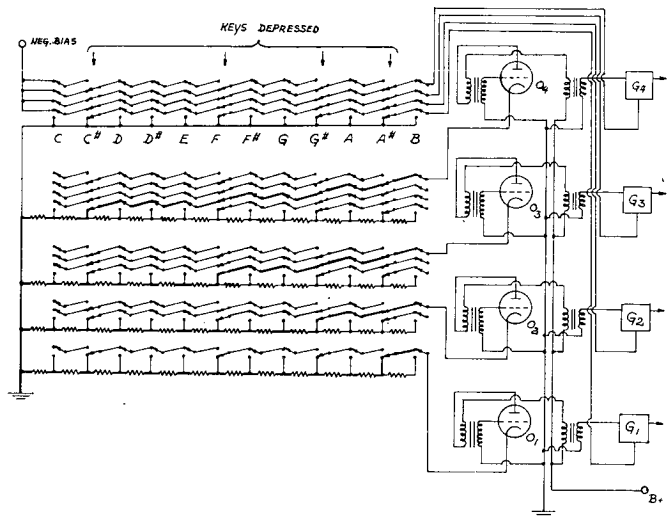 KEYS DEPRESSED
NEG. BIAS
C C# D D# E F F# G G# A A# B
O4
G4
O3
G3
O2
G2
O1
G1
B+